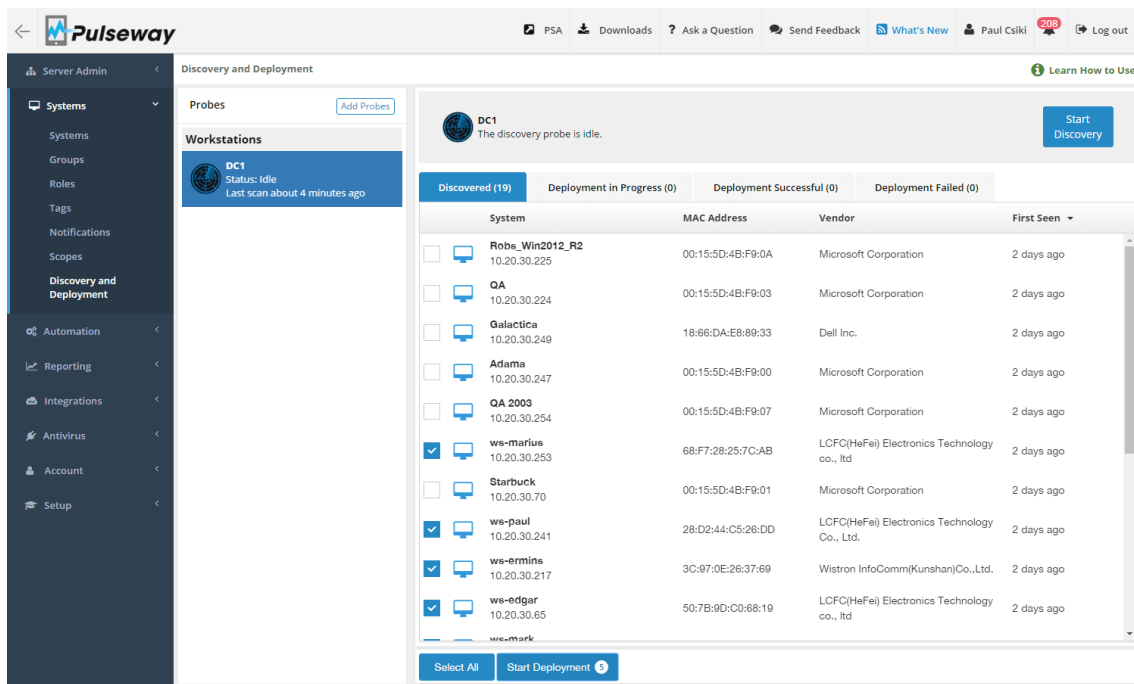 Pulseway
PSA
Downloads
? Ask a Question
Send Feedback
What's New
Paul Csiki
208
Log out
Server Admin
Systems
Systems
Groups
Roles
Tags
Notifications
Scopes
Discovery and
Deployment
Automation
Reporting
Integrations
Antivirus
Account
Setup
Discovery and Deployment
Learn How to Use
Probes
Add Probes
Workstations
DC1
Status: Idle
Last scan about 4 minutes ago
DC1
The discovery probe is idle.
Start
Discovery
Discovered (19)
Deployment in Progress (0)
Deployment Successful (0)
Deployment Failed (0)
System
MAC Address
Vendor
First Seen
Robs_Win2012_R2
10.20.30.225
00:15:5D:4B:F9:0A
Microsoft Corporation
2 days ago
QA
10.20.30.224
00:15:5D:4B:F9:03
Microsoft Corporation
2 days ago
Galactica
10.20.30.249
18:66:DA:E8:89:33
Dell Inc.
2 days ago
Adama
10.20.30.247
00:15:5D:4B:F9:00
Microsoft Corporation
2 days ago
QA 2003
10.20.30.254
00:15:5D:4B:F9:07
Microsoft Corporation
2 days ago
ws-marius
10.20.30.253
68:F7:28:25:7C:AB
LCFC(HeFei) Electronics Technology
co., ltd
2 days ago
Starbuck
10.20.30.70
00:15:5D:4B:F9:01
Microsoft Corporation
2 days ago
ws-paul
10.20.30.241
28:D2:44:C5:26:DD
LCFC(HeFei) Electronics Technology
Co., Ltd.
2 days ago
ws-ermins
10.20.30.217
3C:97:0E:26:37:69
Wistron InfoComm(Kunshan)Co.,Ltd.
2 days ago
ws-edgar
10.20.30.65
50:7B:9D:C0:68:19
LCFC(HeFei) Electronics Technology
co., ltd
2 days ago
ws-mark
Select All
Start Deployment 5